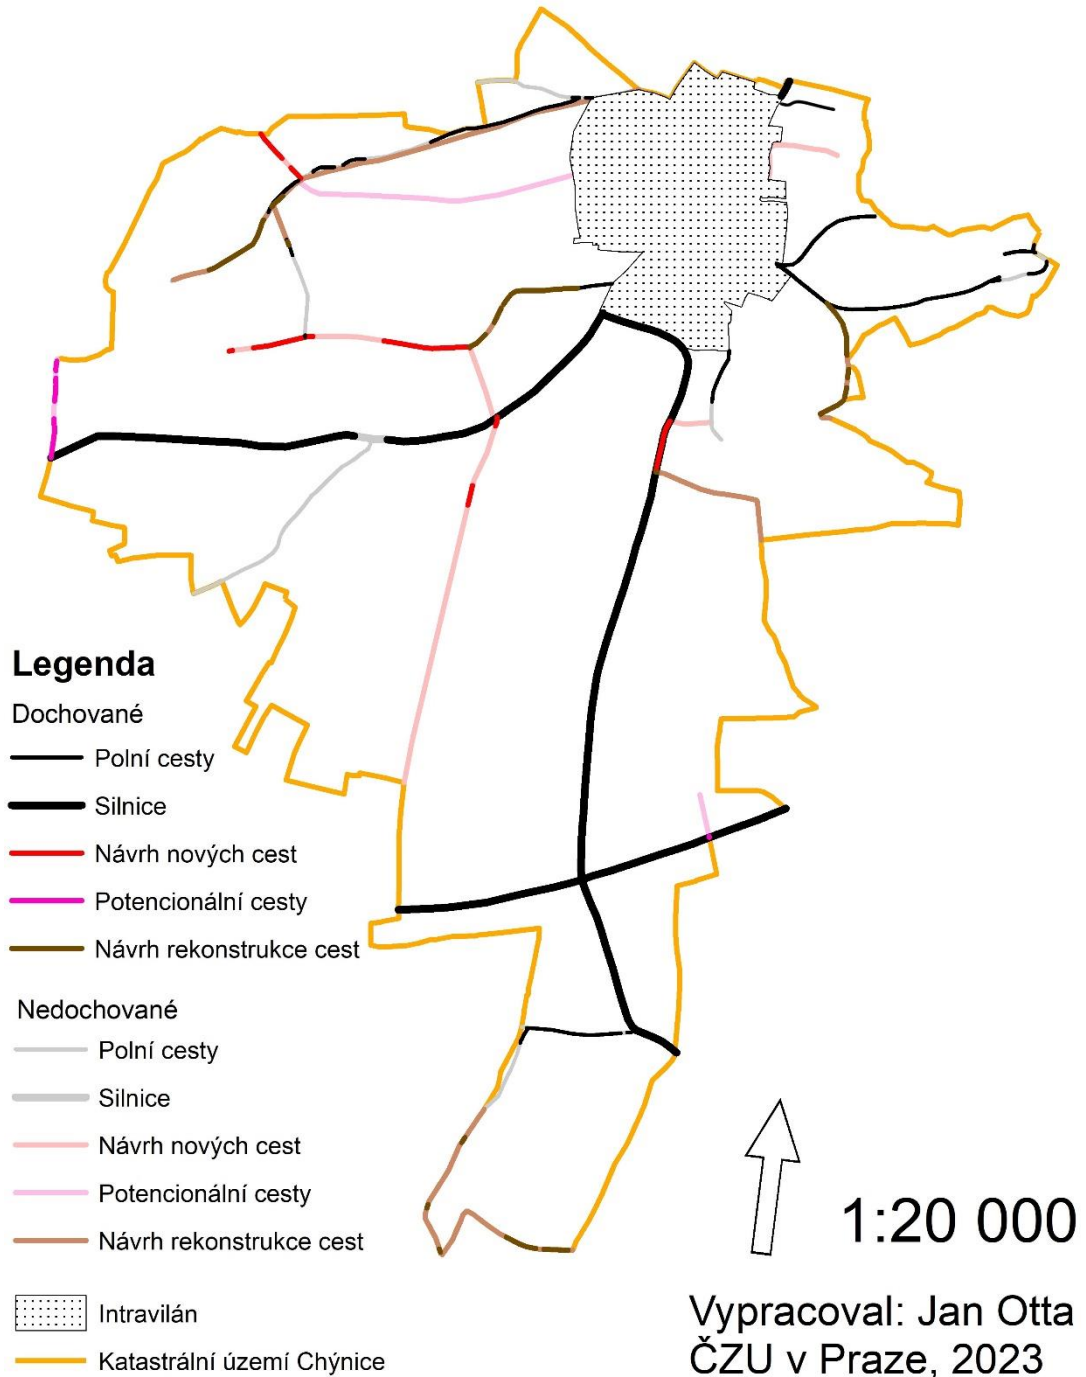 Legenda
Dochované
Polní cesty
Silnice
Návrh nových cest
Potencionální cesty
Návrh rekonstrukce cest
Nedochované
Polní cesty
Silnice
Návrh nových cest
Potencionální cesty
Návrh rekonstrukce cest
Intravilán
Katastrální území Chýnice
1:20 000
Vypracoval: Jan Otta
ČZU v Praze, 2023